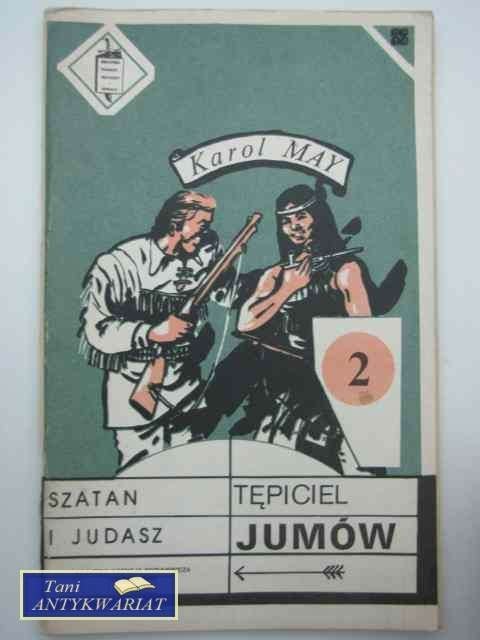 Karol MAY
2
SZATAN
I JUDASZ
TĘPICIEL
JUMÓW
Tani
ANTYKWARIAT